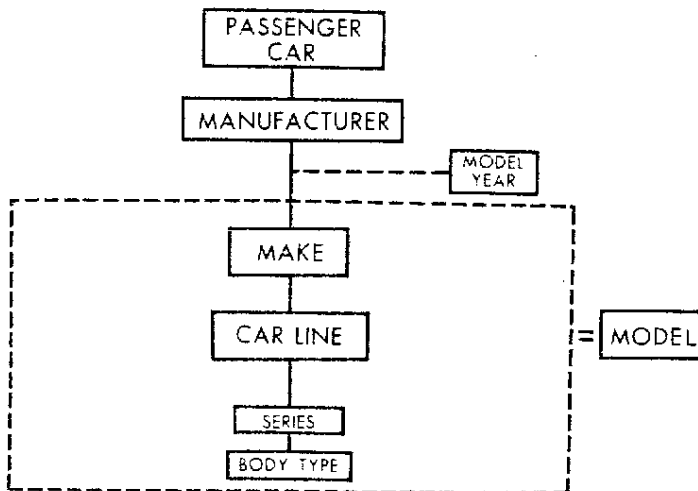 PASSENGER
CAR
MANUFACTURER
MODEL
YEAR
MAKE
CAR LINE
= MODEL
SERIES
BODY TYPE